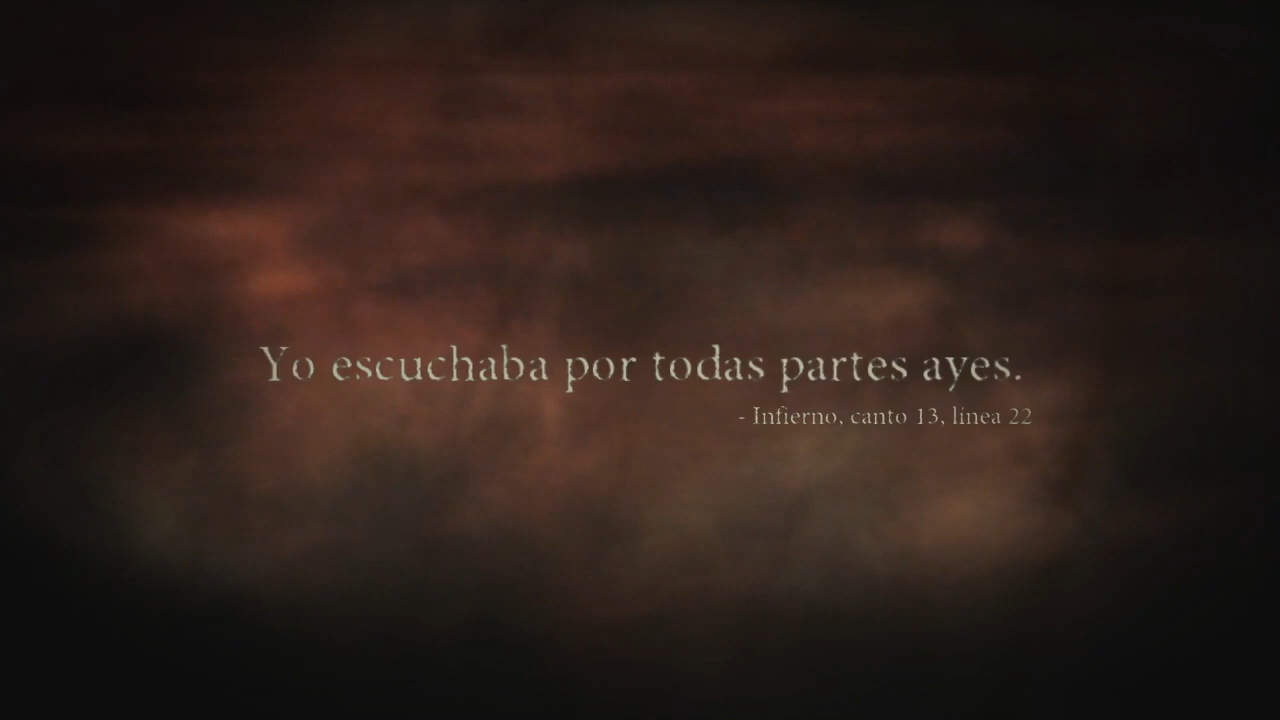 Yo escuchaba por todas partes ayes.
- Infierno, canto 13, línea 22